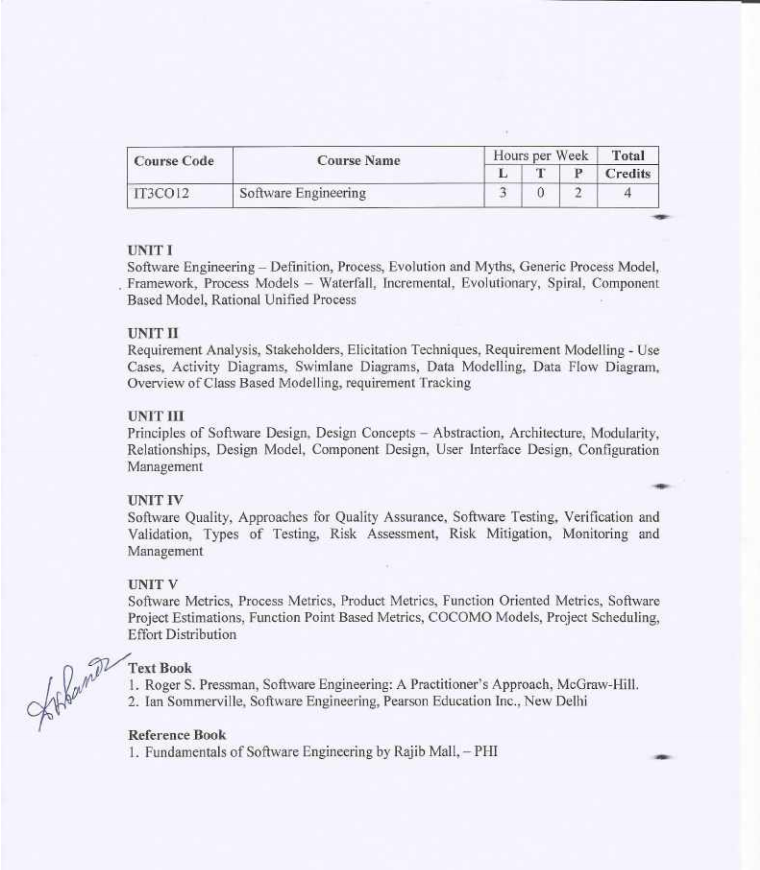 Course Code Course Name Hours per Week Total
L T P Credits
IT3CO12 Software Engineering 3 0 2 4
UNIT I
Software Engineering – Definition, Process, Evolution and Myths, Generic Process Model,
Framework, Process Models – Waterfall, Incremental, Evolutionary, Spiral, Component
Based Model, Rational Unified Process
UNIT II
Requirement Analysis, Stakeholders, Elicitation Techniques, Requirement Modelling - Use
Cases, Activity Diagrams, Swimlane Diagrams, Data Modelling, Data Flow Diagram,
Overview of Class Based Modelling, requirement Tracking
UNIT III
Principles of Software Design, Design Concepts – Abstraction, Architecture, Modularity,
Relationships, Design Model, Component Design, User Interface Design, Configuration
Management
UNIT IV
Software Quality, Approaches for Quality Assurance, Software Testing, Verification and
Validation, Types of Testing, Risk Assessment, Risk Mitigation, Monitoring and
Management
UNIT V
Software Metrics, Process Metrics, Product Metrics, Function Oriented Metrics, Software
Project Estimations, Function Point Based Metrics, COCOMO Models, Project Scheduling,
Effort Distribution
Text Book
1. Roger S. Pressman, Software Engineering: A Practitioner's Approach, McGraw-Hill.
2. Ian Sommerville, Software Engineering, Pearson Education Inc., New Delhi
Reference Book
1. Fundamentals of Software Engineering by Rajib Mall, – PHI